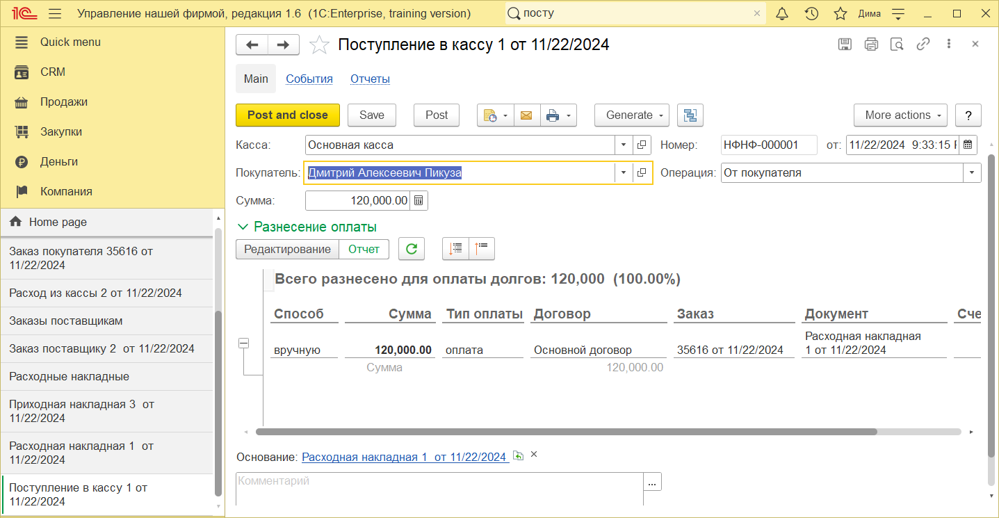 1С Управление нашей фирмой, редакция 1.6 (1C:Enterprise, training version) посту Дима
Quick menu
CRM
Продажи
Закупки
Деньги
Компания
Home page
Заказ покупателя 35616 от
11/22/2024
Расход из кассы 2 от 11/22/2024
Заказы поставщикам
Заказ поставщику 2 от 11/22/2024
Расходные накладные
Приходная накладная 3 от
11/22/2024
Расходная накладная 1 от
11/22/2024
Поступление в кассу 1 от
11/22/2024
Поступление в кассу 1 от 11/22/2024
Main События Отчеты
Post and close Save Post Generate More actions ?
Касса: Основная касса Номер: НФНФ-000001 от: 11/22/2024 9:33:15
Покупатель: Дмитрий Алексеевич Пикуза Операция: От покупателя
Сумма: 120,000.00
Разнесение оплаты
Редактирование Отчет
Всего разнесено для оплаты долгов: 120,000 (100.00%)
Способ Сумма Тип оплаты Договор Заказ Документ Сче
Расходная накладная
вручную 120,000.00 оплата Основной договор 35616 от 11/22/2024 1 от 11/22/2024
Сумма 120,000.00
Основание: Расходная накладная 1 от 11/22/2024
Комментарий ...